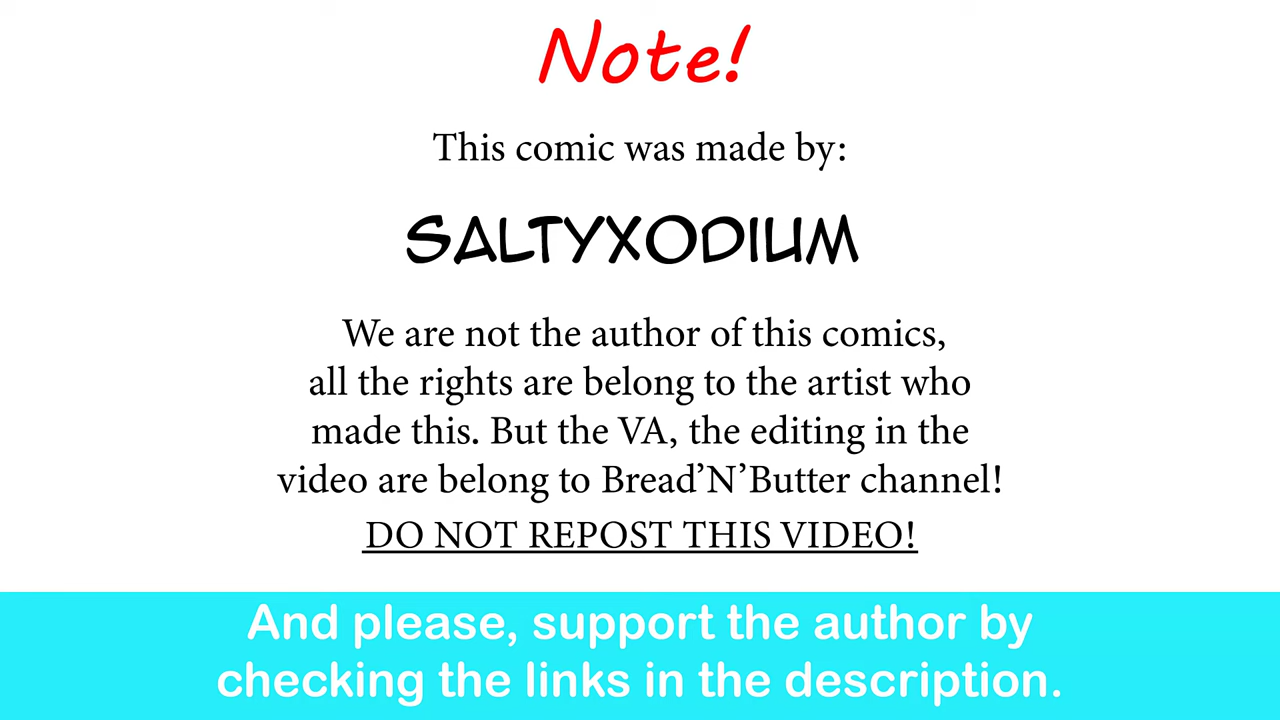 Note!
This comic was made by:
SALTYXODIUM
We are not the author of this comics,
all the rights are belong to the artist who
made this. But the VA, the editing in the
video are belong to Bread’N’Butter channel!
DO NOT REPOST THIS VIDEO!
And please, support the author by
checking the links in the description.